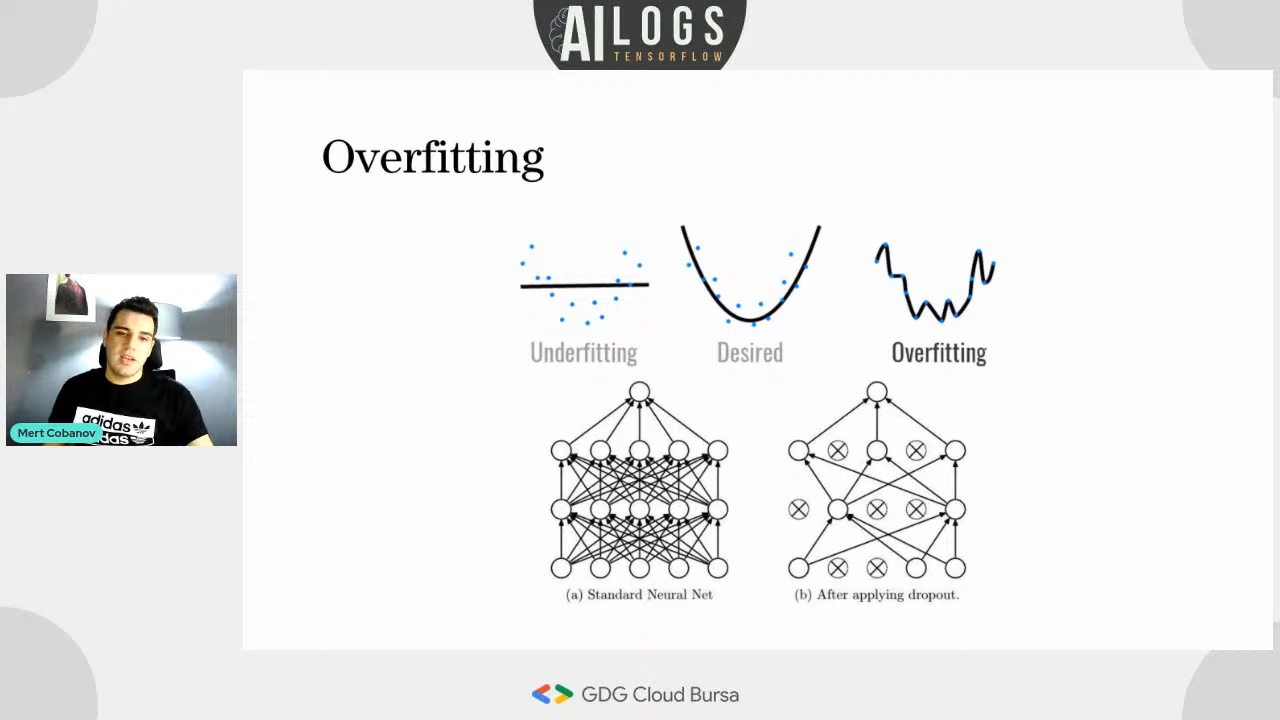 AI LOGS
TENSORFLOW
Overfitting
Underfitting
Desired
Overfitting
adidas
adidas
Mert Cobanov
(a) Standard Neural Net
(b) After applying dropout.
GDG Cloud Bursa